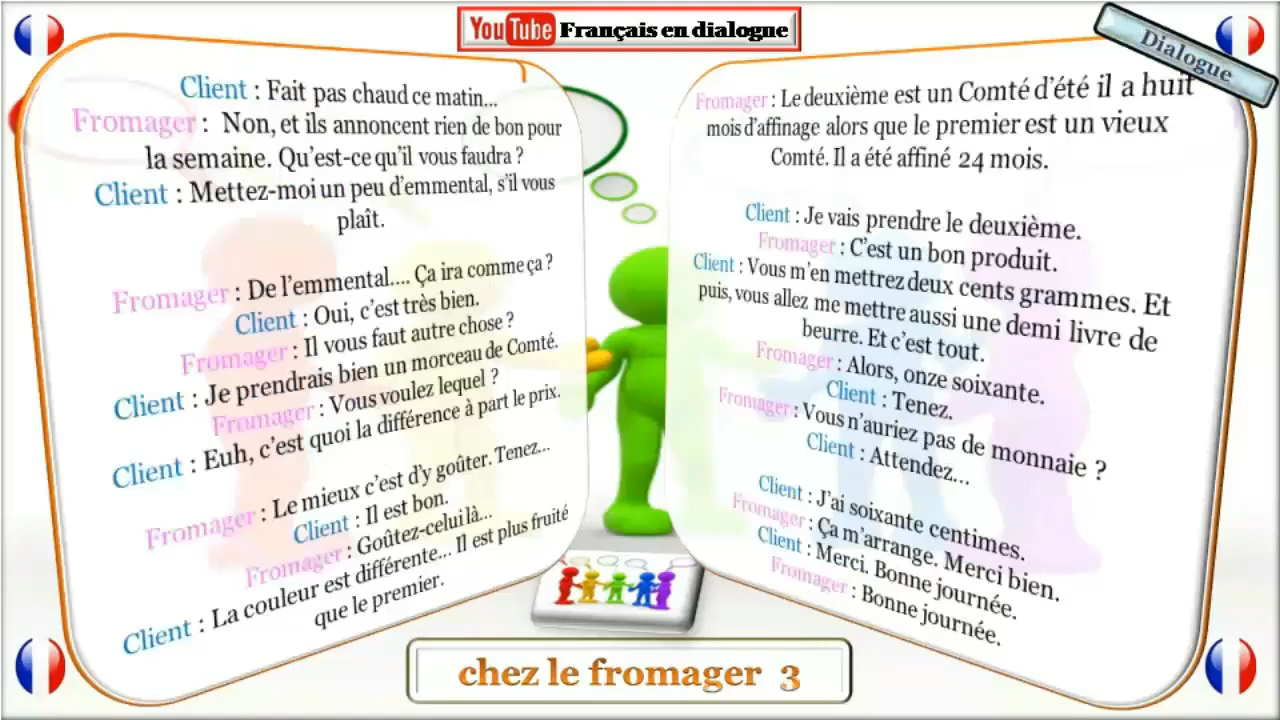 YouTube Français en dialogue
Dialogue
Client : Fait pas chaud ce matin...
Fromager : Non, et ils annoncent rien de bon pour
la semaine. Qu'est-ce qu'il vous faudra ?
Client : Mettez-moi un peu d'emmental, s'il vous
plaît.
Fromager : De l'emmental.... Ça ira comme ça ?
Client : Oui, c'est très bien.
Fromager : Il vous faut autre chose ?
Client : Je prendrais bien un morceau de Comté.
Fromager : Vous voulez lequel ?
Client : Euh, c'est quoi la différence à part le prix.
Fromager : Le mieux c'est d'y goûter. Tenez...
Client : Il est bon.
Fromager : Goûtez-celui là...
Client : La couleur est différente... Il est plus fruité
que le premier.
Fromager : Le deuxième est un Comté d'été il a huit
mois d'affinage alors que le premier est un vieux
Comté. Il a été affiné 24 mois.
Client : Je vais prendre le deuxième.
Fromager : C'est un bon produit.
Client : Vous m'en mettrez deux cents grammes. Et
puis, vous allez me mettre aussi une demi livre de
beurre. Et c'est tout.
Fromager : Alors, onze soixante.
Client : Tenez.
Fromager : Vous n'auriez pas de monnaie ?
Client : Attendez...
Client : J'ai soixante centimes.
Fromager : Ça m'arrange. Merci bien.
Client : Merci. Bonne journée.
Fromager : Bonne journée.
chez le fromager 3